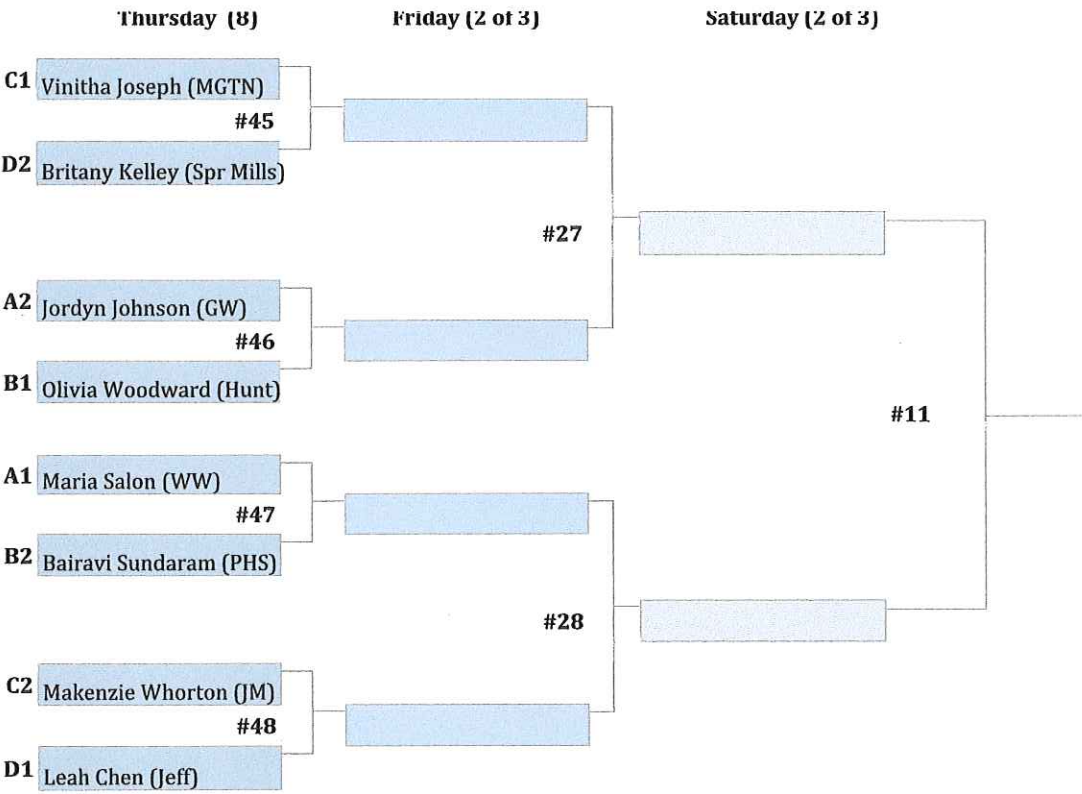 Thursday (8) Friday (2 of 3) Saturday (2 of 3)
C1 Vinitha Joseph (MGTN)
#45
D2 Britany Kelley (Spr Mills)
#27
A2 Jordyn Johnson (GW)
#46
B1 Olivia Woodward (Hunt)
#11
A1 Maria Salon (WW)
#47
B2 Bairavi Sundaram (PHS)
#28
C2 Makenzie Whorton (JM)
#48
D1 Leah Chen (Jeff)